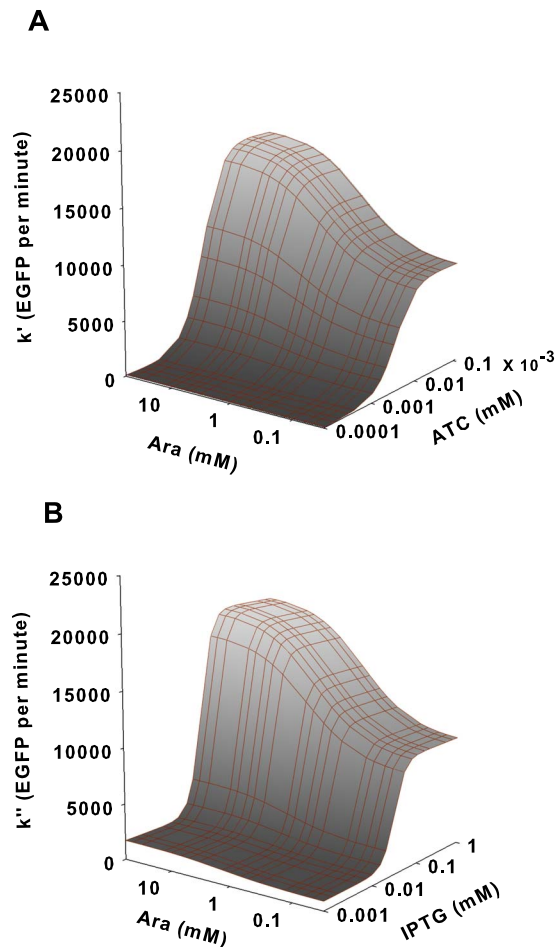 A
25000
20000
15000
10000
5000
0
k' (EGFP per minute)
10
1
0.1
Ara (mM)
0.1 X 10-3
0.01
0.001
0.0001
ATC (mM)
B
25000
20000
15000
10000
5000
0
k'' (EGFP per minute)
10
1
0.1
Ara (mM)
1
0.1
0.01
0.001
IPTG (mM)